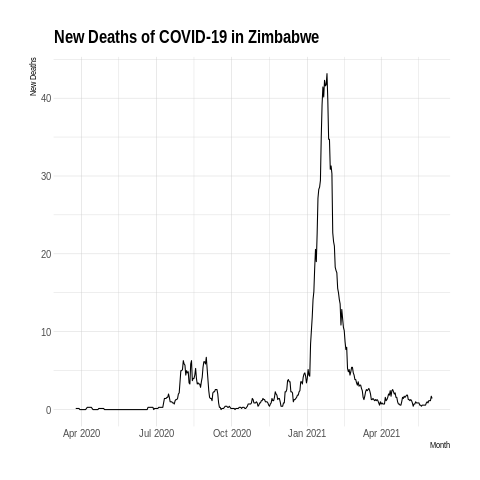 New Deaths of COVID-19 in Zimbabwe
New Deaths
40
30
20
10
0
Apr 2020 Jul 2020 Oct 2020 Jan 2021 Apr 2021
Month